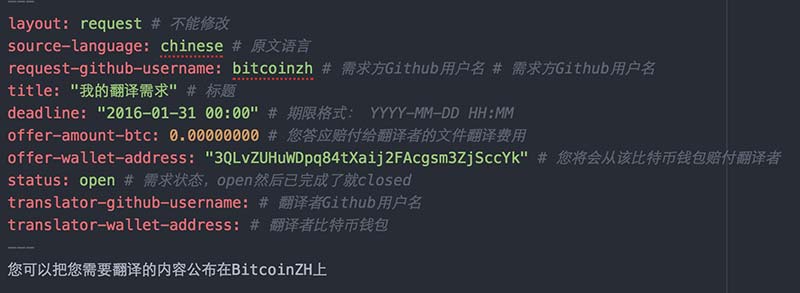 ---
layout: request # 不能修改
source-language: chinese # 原文语言
request-github-username: bitcoinzh # 需求方Github用户名 # 需求方Github用户名
title: "我的翻译需求" # 标题
deadline: "2016-01-31 00:00" # 期限格式： YYYY-MM-DD HH:MM
offer-amount-btc: 0.00000000 # 您答应赔付给翻译者的文件翻译费用
offer-wallet-address: "3QLvZUHuWDpq84tXaij2FAcgsm3ZjSccYk" # 您将会从该比特币钱包赔付翻译者
status: open # 需求状态，open然后已完成了就closed
translator-github-username: # 翻译者Github用户名
translator-wallet-address: # 翻译者比特币钱包
---
您可以把您需要翻译的内容公布在BitcoinZH上